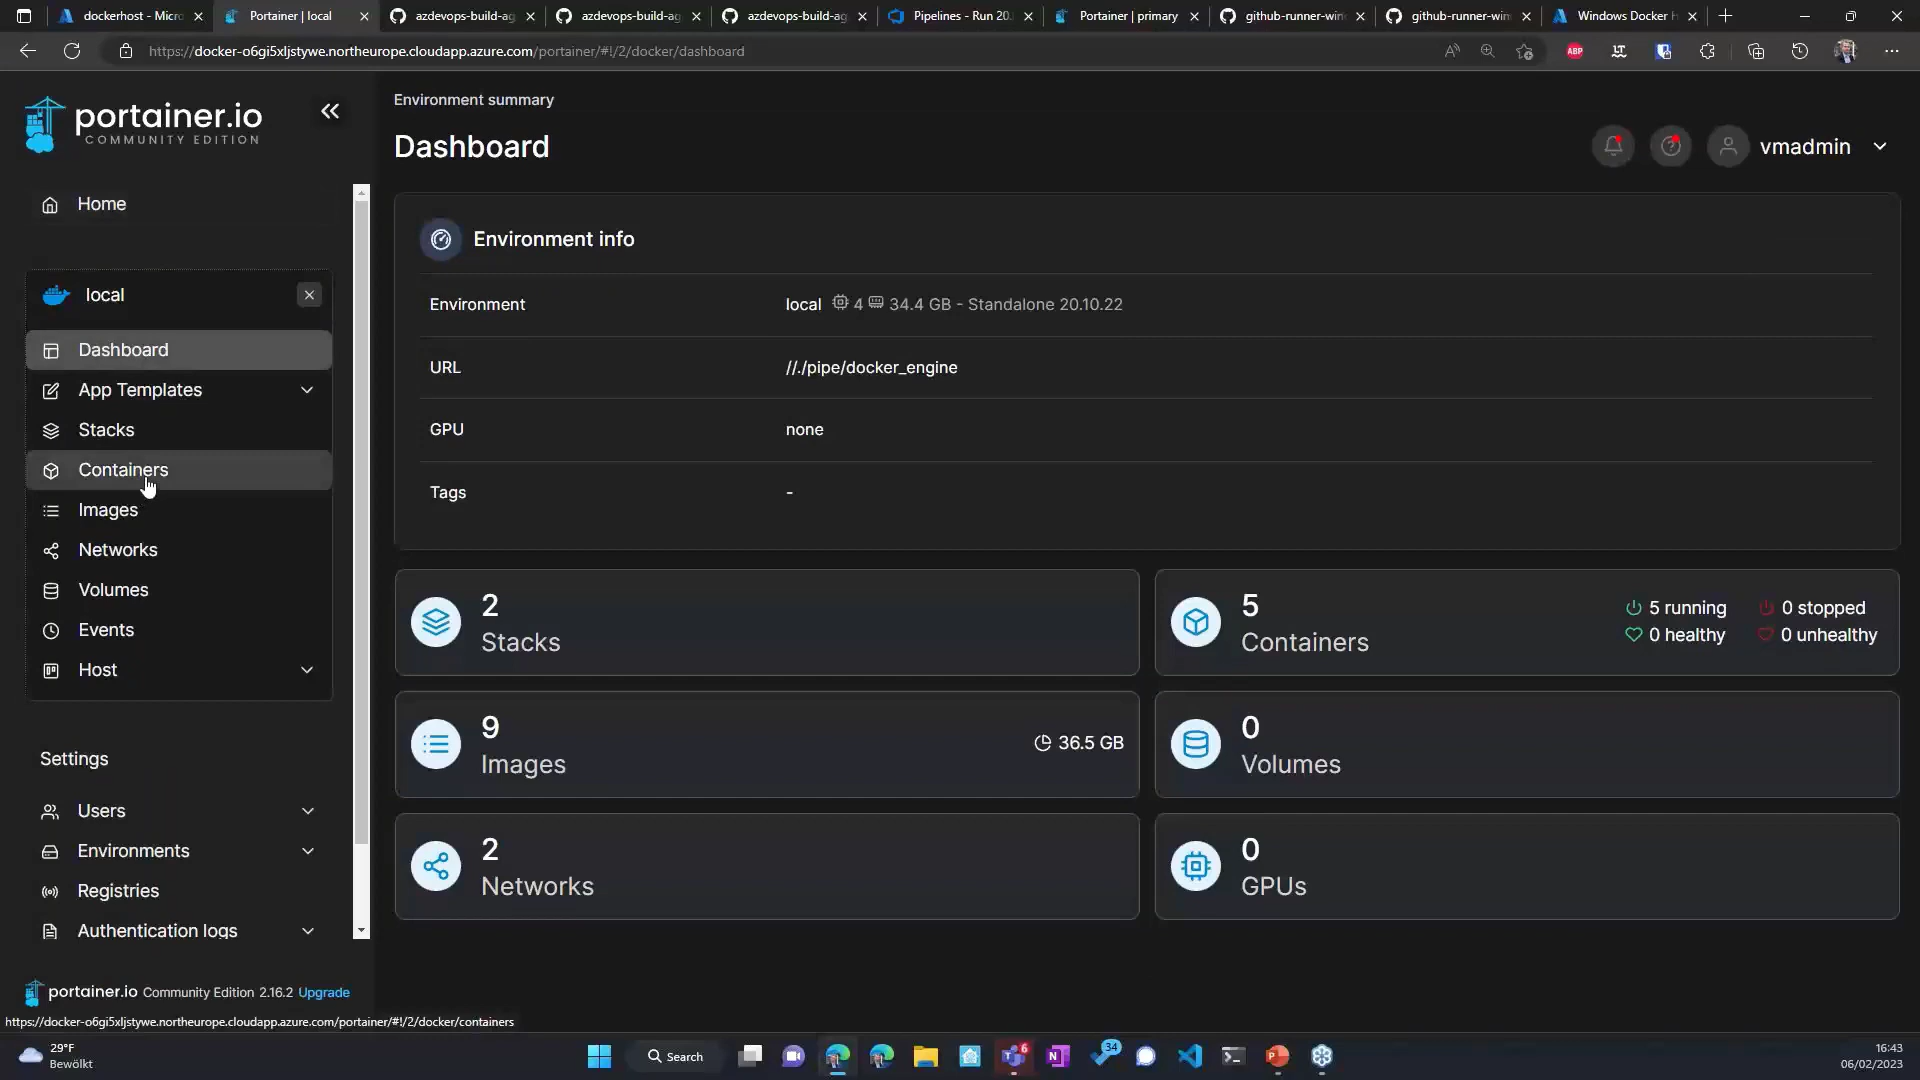 dockerhost - Micro
Portainer | local
azdevops-build-ag
azdevops-build-ag
azdevops-build-ag
Pipelines - Run 20
Portainer | primary
github-runner-win
github-runner-win
Windows Docker H
https://docker-o6gi5xljstywe.northeurope.cloudapp.azure.com/portainer/#!/2/docker/dashboard
ABP
portainer.io
COMMUNITY EDITION
Home
local
Dashboard
App Templates
Stacks
Containers
Images
Networks
Volumes
Events
Host
Settings
Users
Environments
Registries
Authentication logs
portainer.io Community Edition 2.16.2 Upgrade
Environment summary
Dashboard
vmadmin
Environment info
Environment local 4 34.4 GB - Standalone 20.10.22
URL //./pipe/docker_engine
GPU none
Tags -
2
Stacks
5
Containers
5 running 0 stopped
0 healthy 0 unhealthy
9
Images
36.5 GB
0
Volumes
2
Networks
0
GPUs
https://docker-o6gi5xljstywe.northeurope.cloudapp.azure.com/portainer/#!/2/docker/containers
29°F
Bewölkt
Search
6
34
16:43
06/02/2023